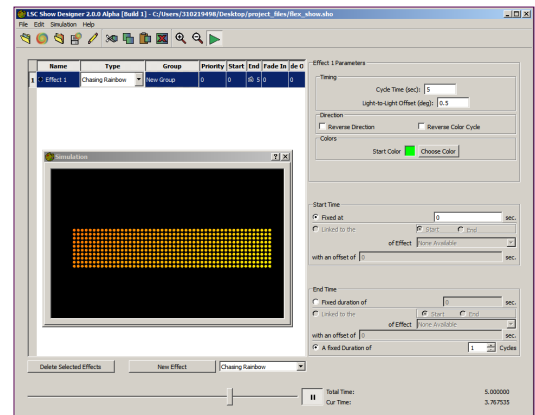 LSC Show Designer 2.0.0 Alpha [Build 1] - C:/Users/310219498/Desktop/project_files/flex_show.sho
File Edit Simulation Help
Name Type Group Priority Start End Fade In de O
1 Effect 1 Chasing Rainbow New Group 0 0 5 0
Effect 1 Parameters
Timing
Cycle Time (sec): 5
Light-to-Light Offset (deg): 0.5
Direction
Reverse Direction Reverse Color Cycle
Colors
Start Color Choose Color
Simulation
Start Time
Fixed at 0 sec.
Linked to the Start End
of Effect None Available
with an offset of 0 sec.
End Time
Fixed duration of 0 sec.
Linked to the Start End
of Effect None Available
with an offset of 0 sec.
A fixed Duration of 1 Cycles
Delete Selected Effects New Effect Chasing Rainbow
Total Time: 5.000000
Cur Time: 3.767535